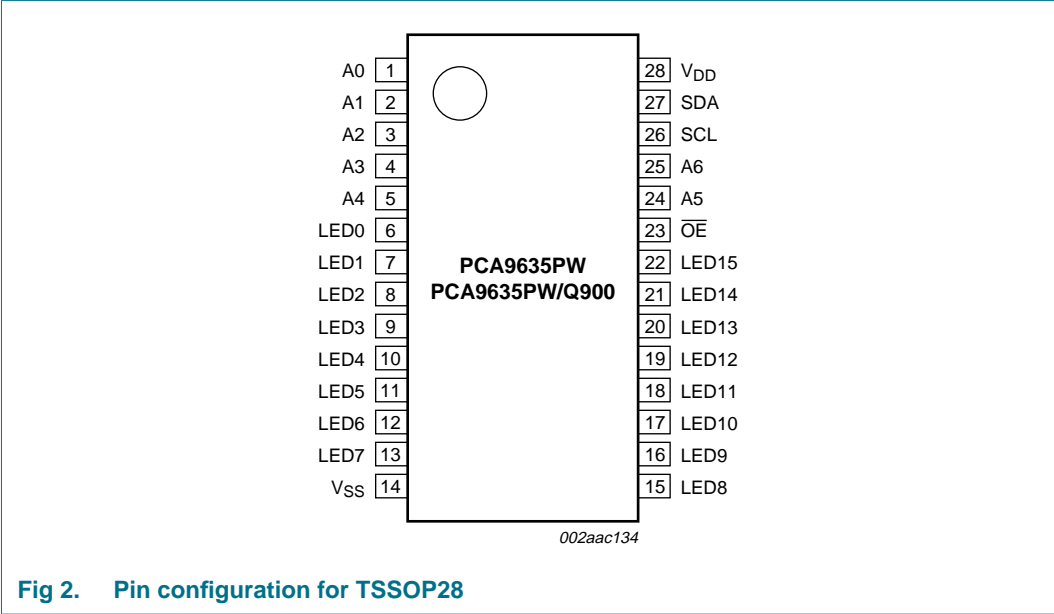 A0 1 28 VDD
A1 2 27 SDA
A2 3 26 SCL
A3 4 25 A6
A4 5 24 A5
LED0 6 23 O̅E̅
LED1 7 PCA9635PW 22 LED15
LED2 8 PCA9635PW/Q900 21 LED14
LED3 9 20 LED13
LED4 10 19 LED12
LED5 11 18 LED11
LED6 12 17 LED10
LED7 13 16 LED9
VSS 14 15 LED8
002aac134
Fig 2. Pin configuration for TSSOP28